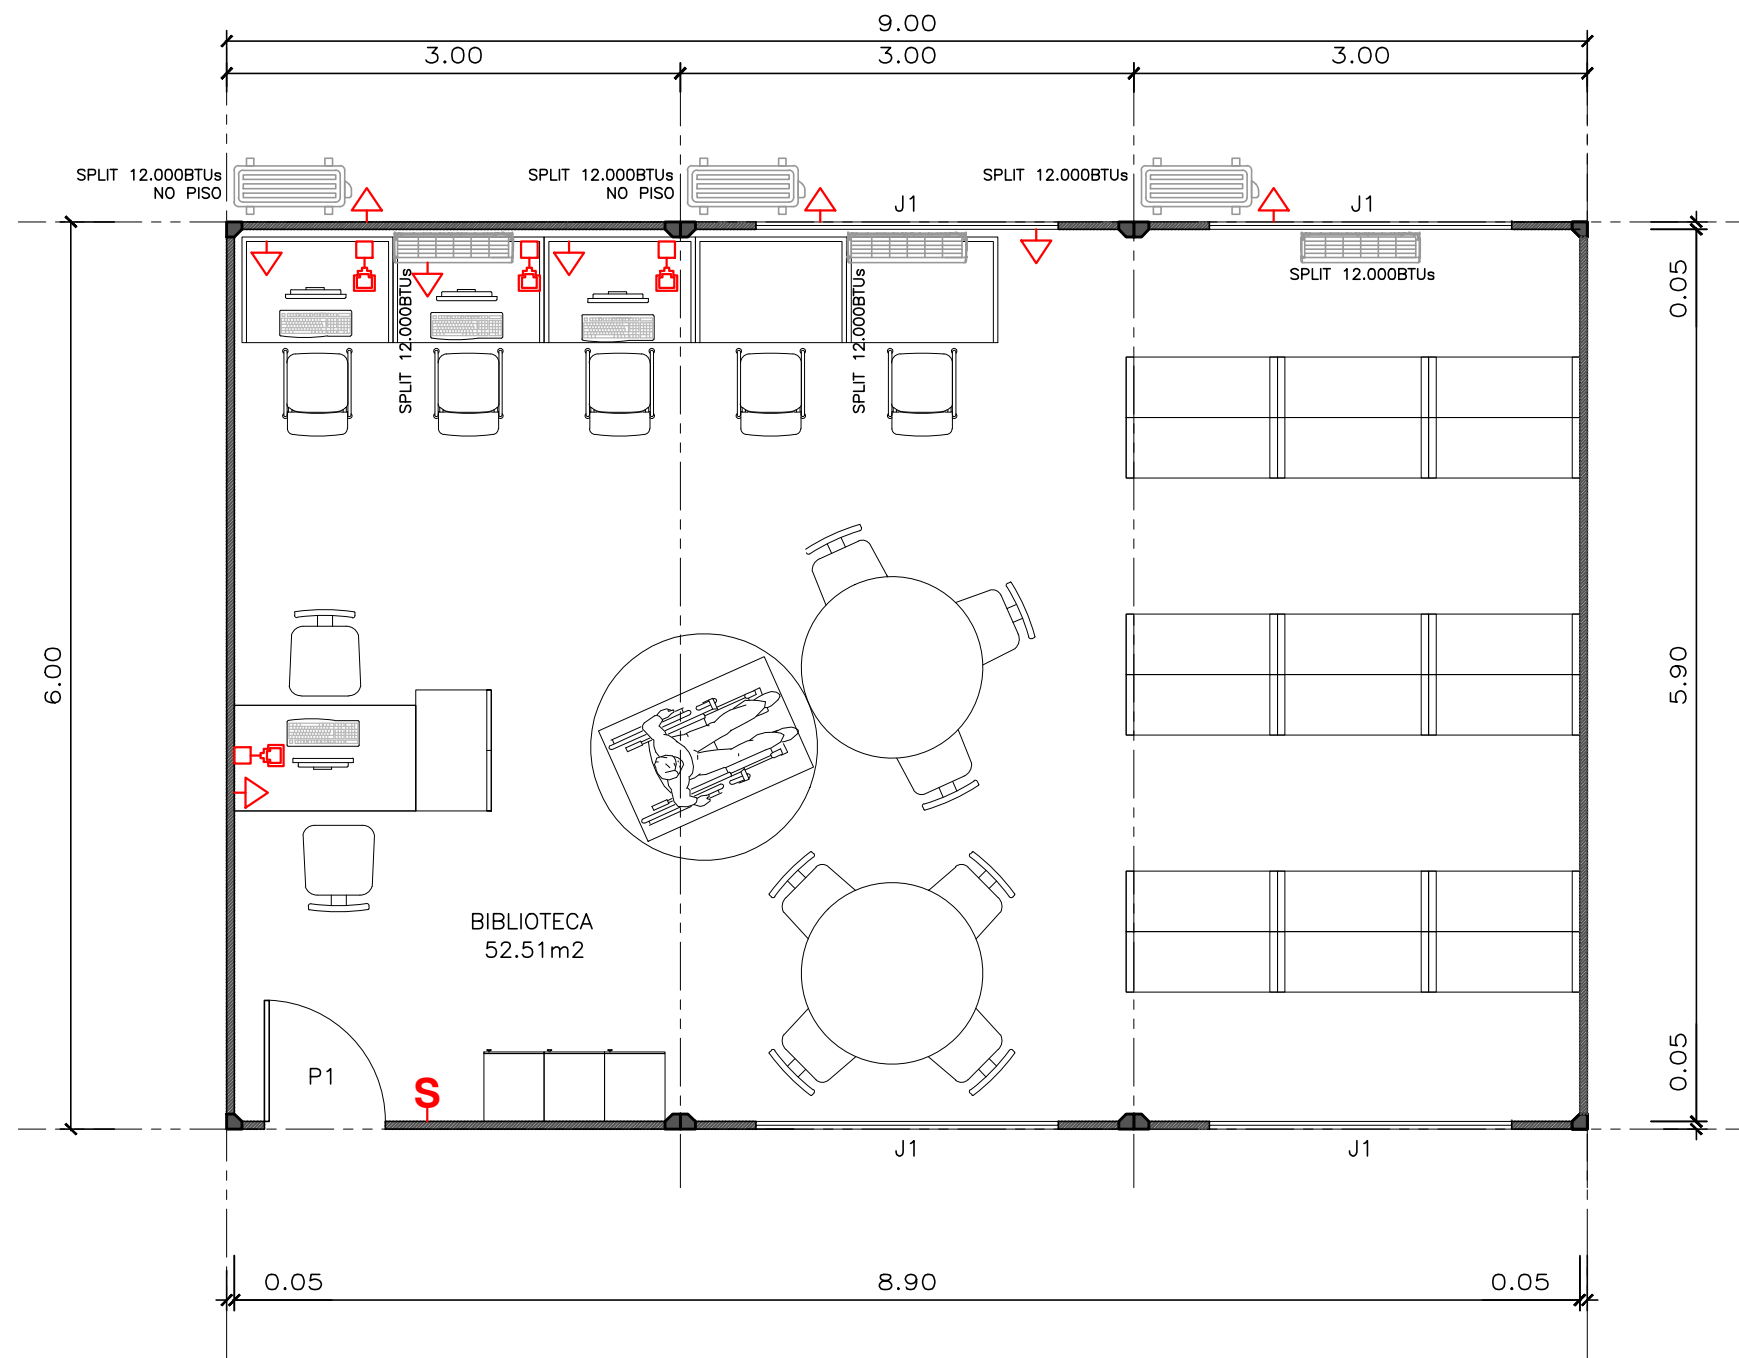 9.00
3.00
3.00
3.00
SPLIT 12.000BTUs
NO PISO
SPLIT 12.000BTUs
NO PISO
SPLIT 12.000BTUs
J1
J1
SPLIT 12.000BTUs
SPLIT 12.000BTUs
SPLIT 12.000BTUs
0.05
6.00
5.90
BIBLIOTECA
52.51m2
P1
S
0.05
J1
J1
0.05
8.90
0.05